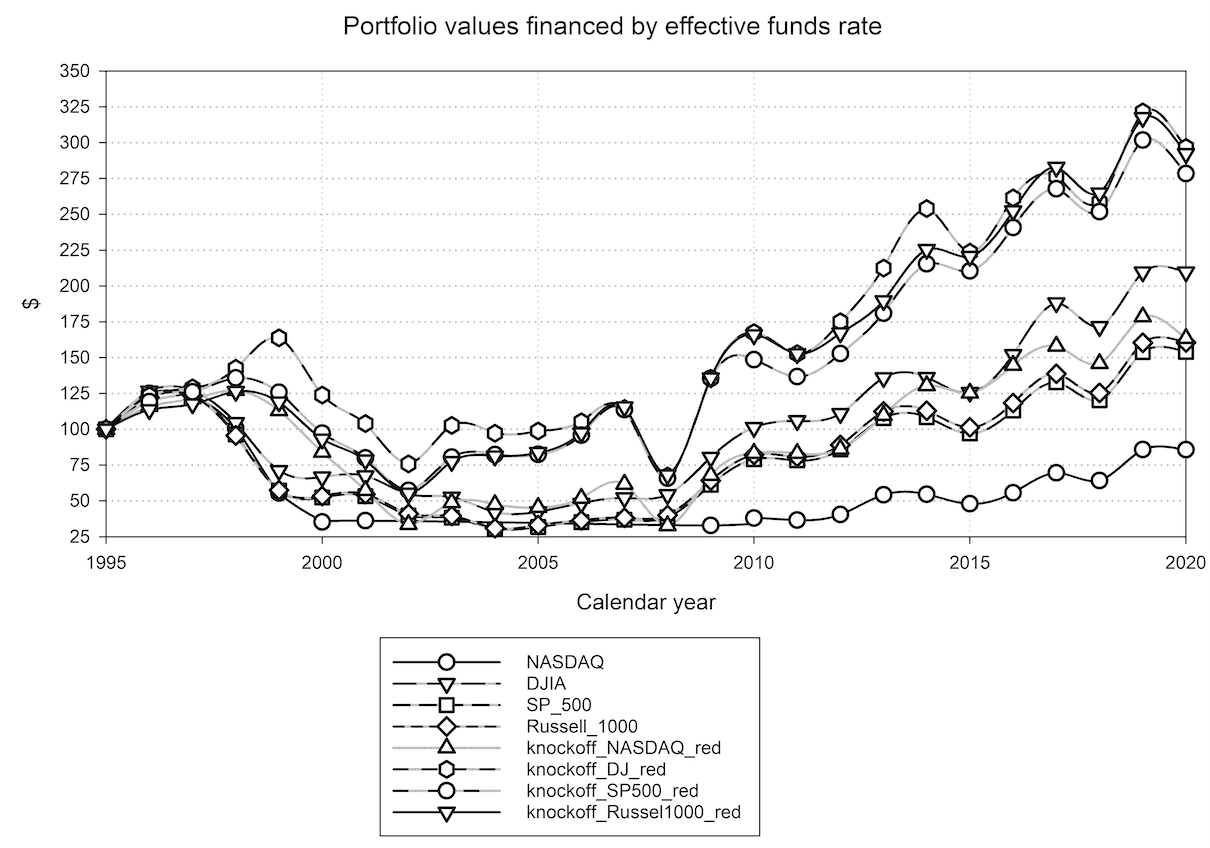 Portfolio values financed by effective funds rate
350
325
300
275
250
225
200
175
150
125
100
75
50
25
$
1995 2000 2005 2010 2015 2020
Calendar year
NASDAQ
DJIA
SP_500
Russell_1000
knockoff_NASDAQ_red
knockoff_DJ_red
knockoff_SP500_red
knockoff_Russel1000_red